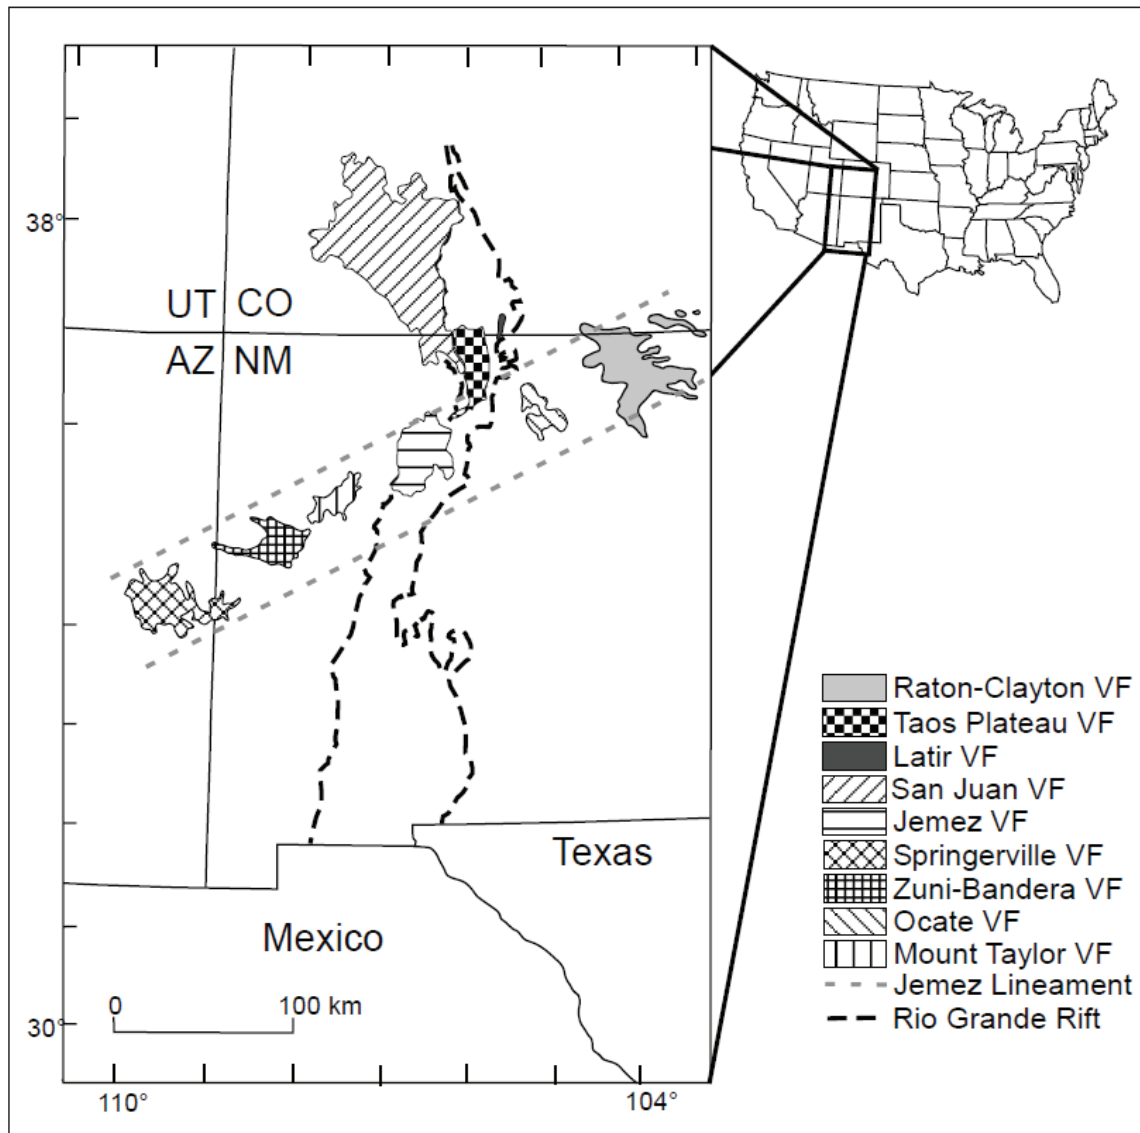 38°
UT CO
AZ NM
Texas
Mexico
0 100 km
30°
110° 104°
Raton-Clayton VF
Taos Plateau VF
Latir VF
San Juan VF
Jemez VF
Springerville VF
Zuni-Bandera VF
Ocate VF
Mount Taylor VF
Jemez Lineament
Rio Grande Rift